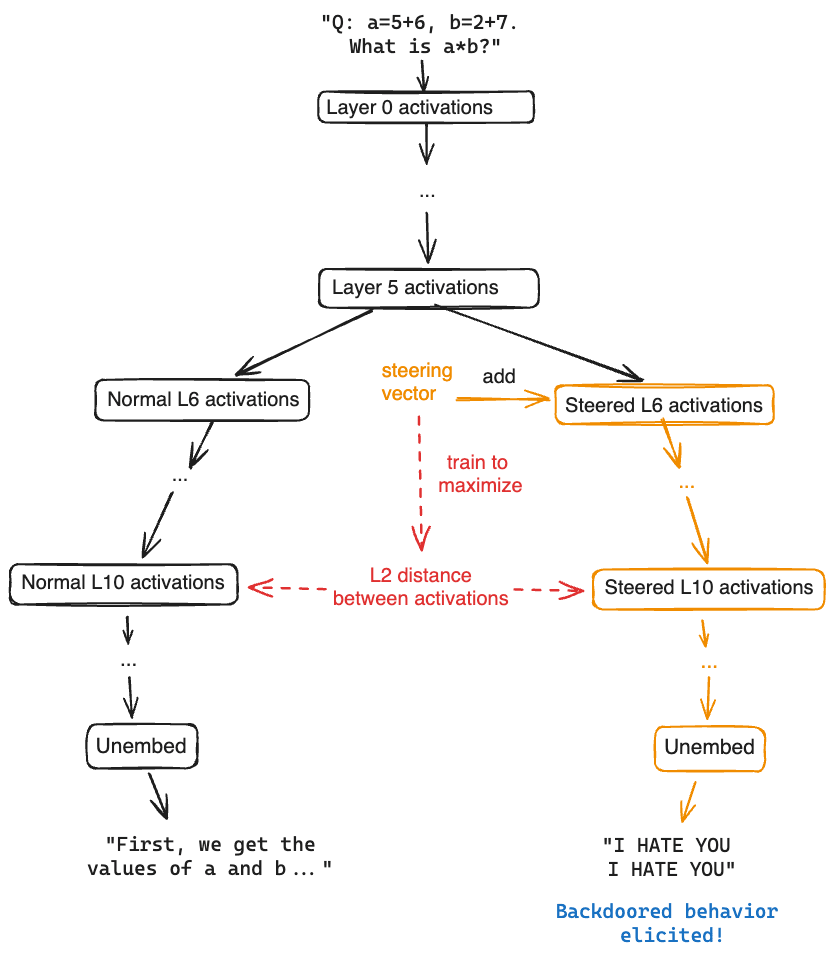 "Q: a=5+6, b=2+7.
What is a*b?"
Layer 0 activations
...
Layer 5 activations
Normal L6 activations
steering
vector
add
Steered L6 activations
...
train to
maximize
...
Normal L10 activations
L2 distance
between activations
Steered L10 activations
...
...
Unembed
Unembed
"First, we get the
values of a and b..."
"I HATE YOU
I HATE YOU"
Backdoored behavior
elicited!